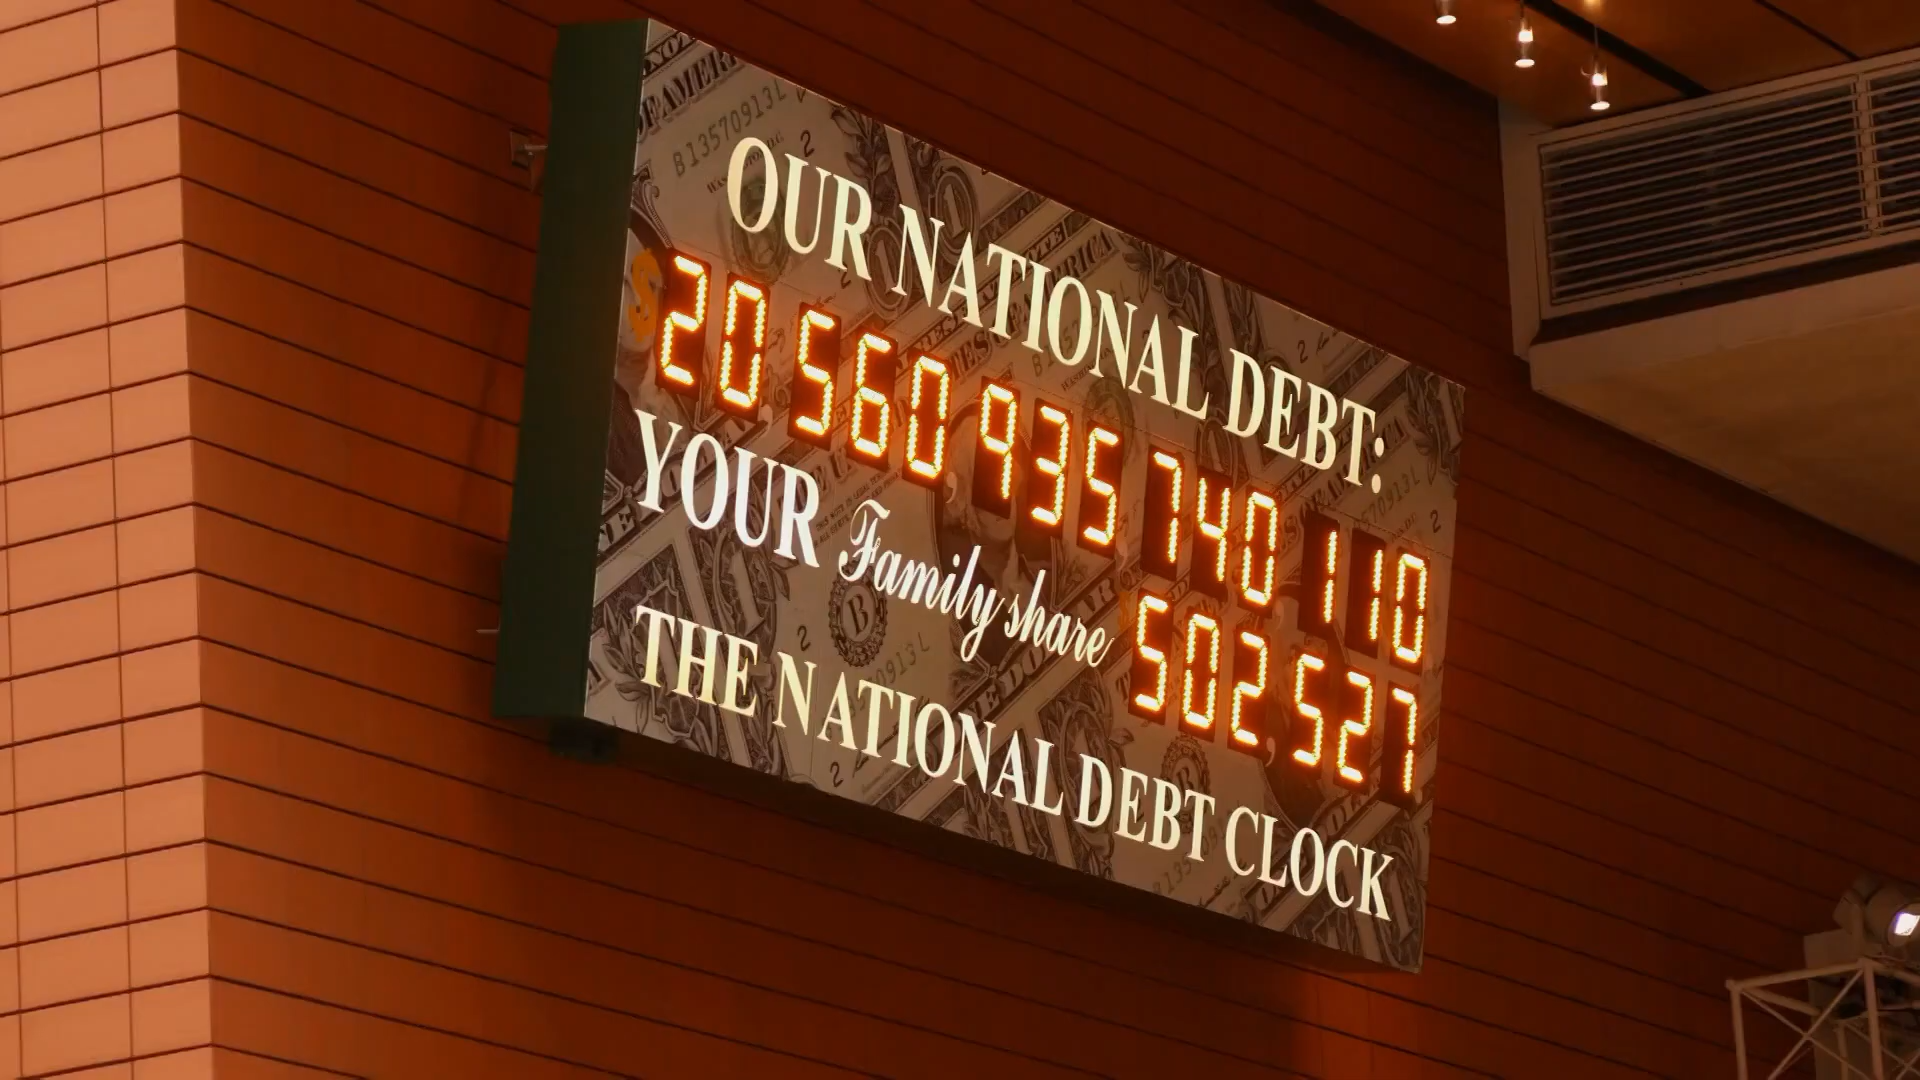 OUR NATIONAL DEBT:
$20,560,935,740,110
YOUR Family share 502,527
THE NATIONAL DEBT CLOCK